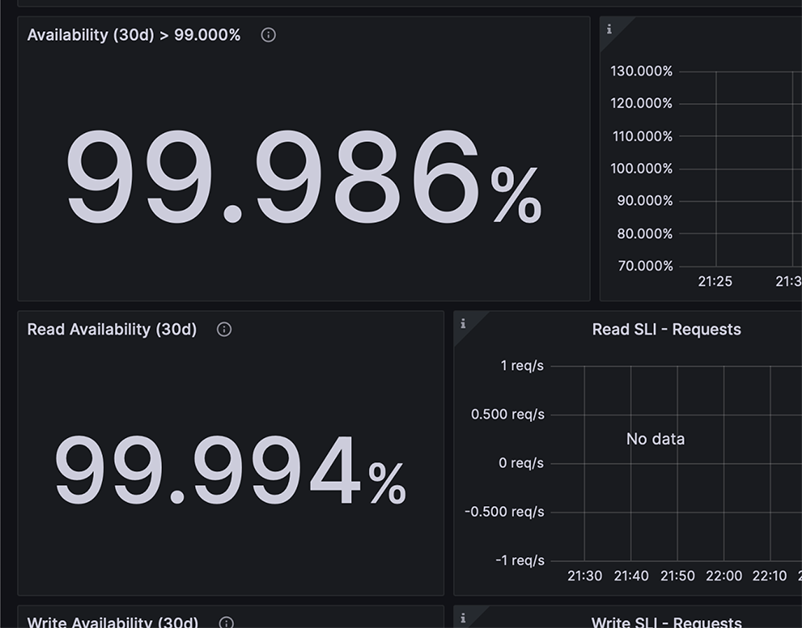 Availability (30d) > 99.000%
99.986%
130.000%
120.000%
110.000%
100.000%
90.000%
80.000%
70.000%
21:25
Read Availability (30d)
99.994%
Read SLI - Requests
1 req/s
0.500 req/s
No data
0 req/s
-0.500 req/s
-1 req/s
21:30 21:40 21:50 22:00 22:10
Write Availability (30d)
Write SLI - Requests